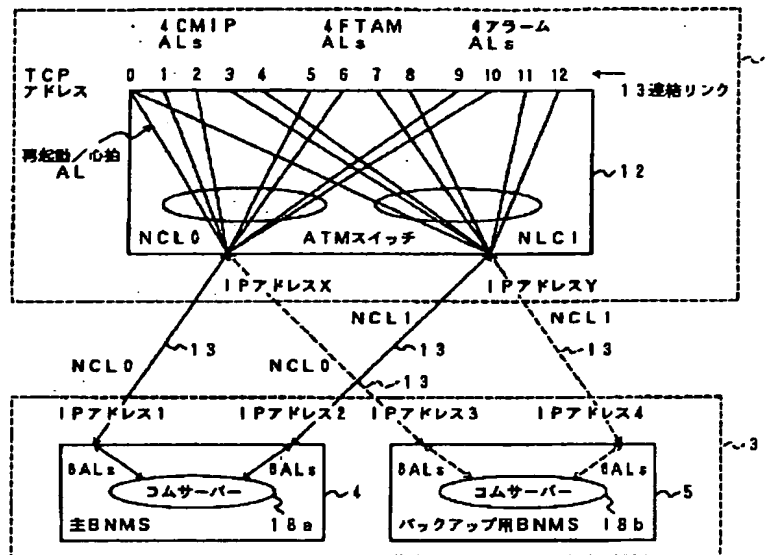 4CMIP ALs
4FTAM ALs
4アラーム ALs
TCP アドレス
0 1 2 3 4 5 6 7 8 9 10 11 12
13連絡リンク
再起動/心拍 AL
12
NCL0
ATMスイッチ
NLC1
IPアドレスX
IPアドレスY
NCL1
NCL1
13
13
13
NCL0
NCL0
13
IPアドレス1
IPアドレス2
IPアドレス3
IPアドレス4
3
8ALs
8ALs
8ALs
8ALs
コムサーバー
コムサーバー
4
5
主BNMS
18a
バックアップ用BNMS
18b